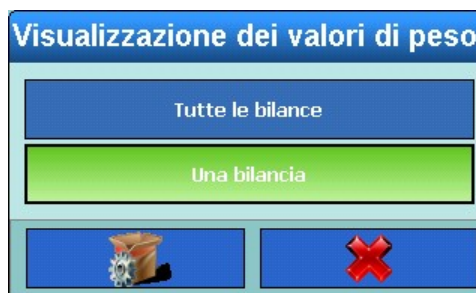 Visualizzazione dei valori di peso
Tutte le bilance
Una bilancia